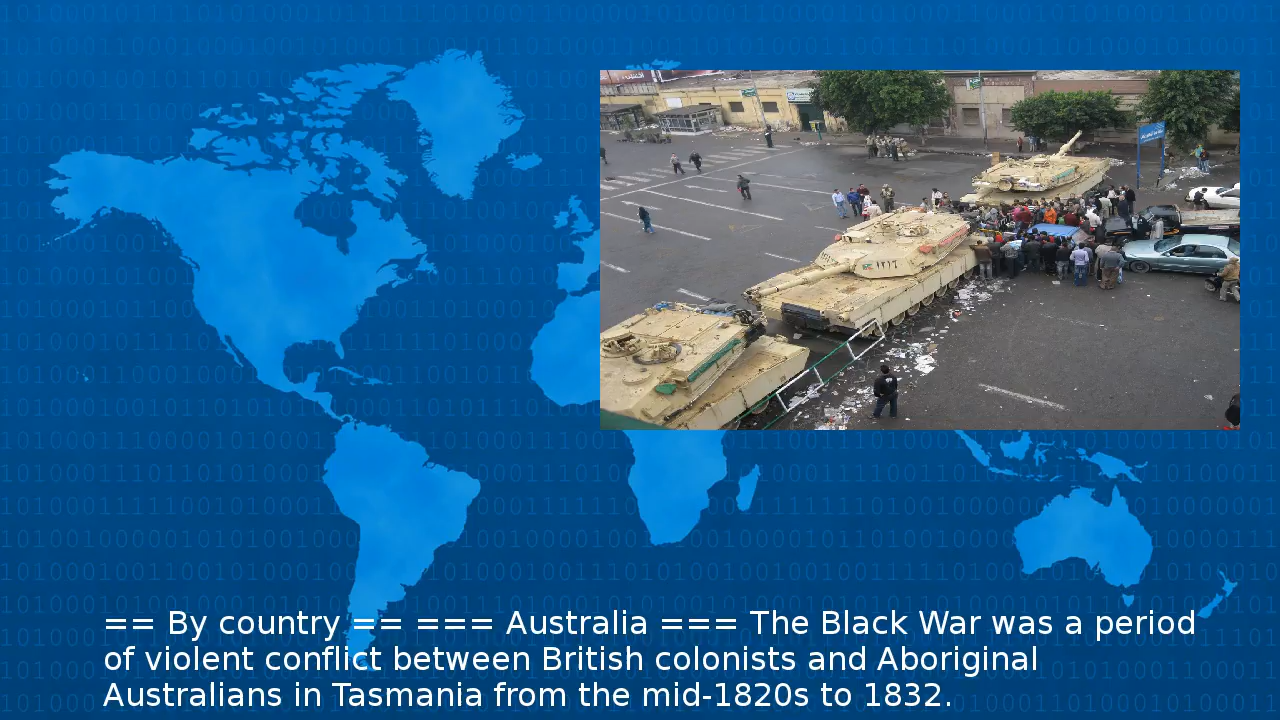 ١٢١٣
== By country == === Australia === The Black War was a period
of violent conflict between British colonists and Aboriginal
Australians in Tasmania from the mid-1820s to 1832.